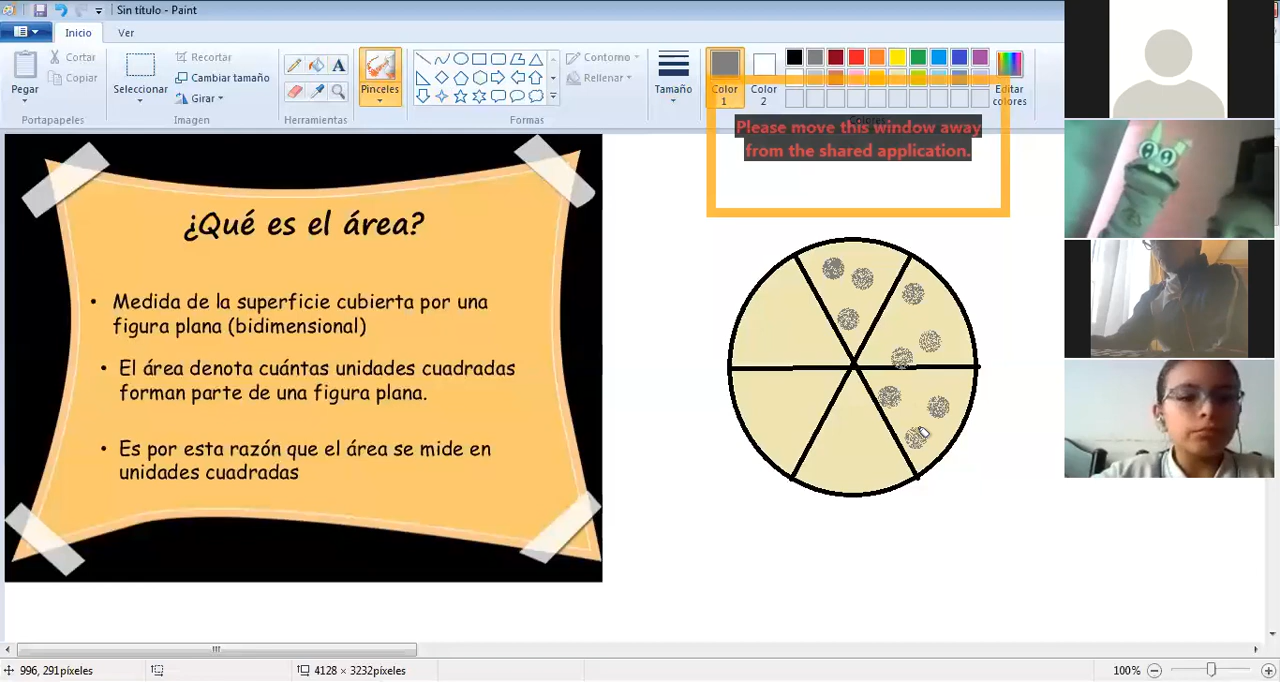 Sin título - Paint
Inicio
Ver
Pegar
Cortar
Copiar
Portapapeles
Seleccionar
Recortar
Cambiar tamaño
Girar
Imagen
A
Herramientas
Pinceles
Contorno
Rellenar
Formas
Tamaño
Color
1
Color
2
Editar
colores
Please move this window away
from the shared application.
¿Qué es el área?
• Medida de la superficie cubierta por una
figura plana (bidimensional)
• El área denota cuántas unidades cuadradas
forman parte de una figura plana.
• Es por esta razón que el área se mide en
unidades cuadradas
996, 291píxeles
4128 × 3232píxeles
100%